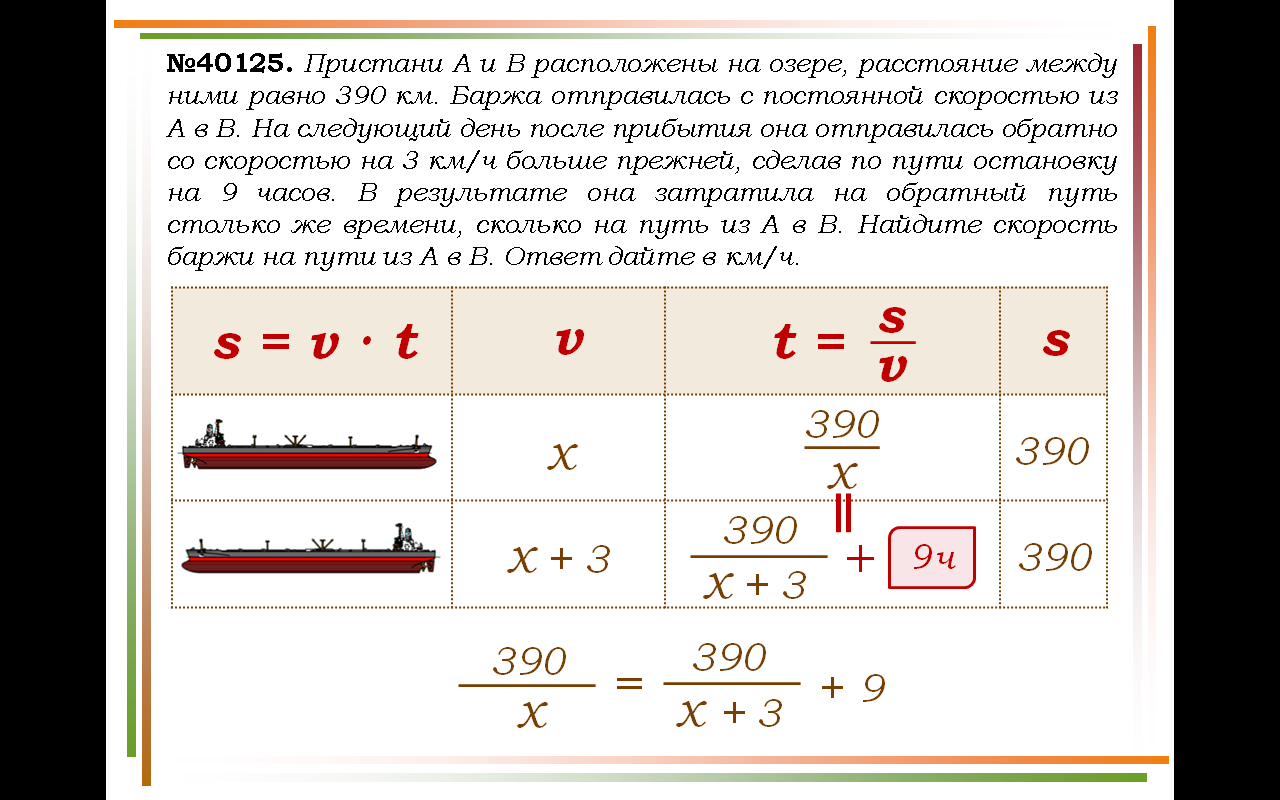 №40125. Пристани А и В расположены на озере, расстояние между
ними равно 390 км. Баржа отправилась с постоянной скоростью из
А в В. На следующий день после прибытия она отправилась обратно
со скоростью на 3 км/ч больше прежней, сделав по пути остановку
на 9 часов. В результате она затратила на обратный путь
столько же времени, сколько на путь из А в В. Найдите скорость
баржи на пути из А в В. Ответ дайте в км/ч.
s = v · t v t = s/v s
x 390/x 390
=
x + 3 390/(x + 3) + 9ч 390
390/x = 390/(x + 3) + 9